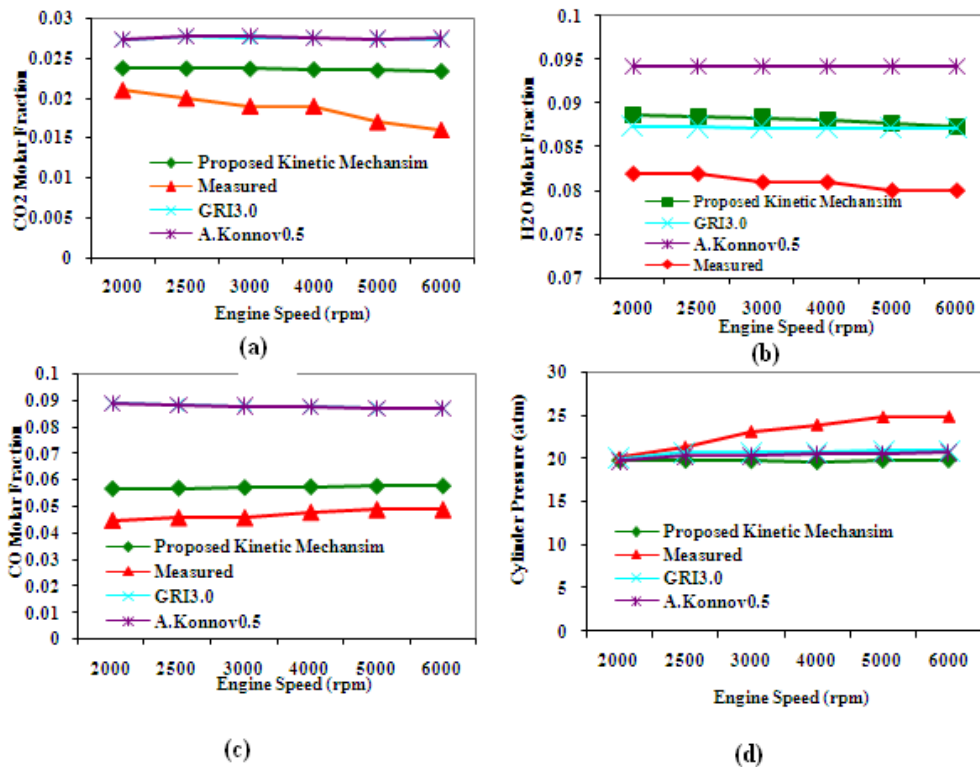 0.03
0.025
0.02
0.015
0.01
0.005
0
CO2 Molar Fraction
Proposed Kinetic Mechansim
Measured
GRI3.0
A.Konnov0.5
2000 2500 3000 4000 5000 6000
Engine Speed (rpm)
(a)
0.1
0.095
0.09
0.085
0.08
0.075
0.07
H2O Molar Fraction
Proposed Kinetic Mechansim
GRI3.0
A.Konnov0.5
Measured
2000 2500 3000 4000 5000 6000
Engine Speed (rpm)
(b)
0.1
0.09
0.08
0.07
0.06
0.05
0.04
0.03
0.02
0.01
0
CO Molar Fraction
Proposed Kinetic Mechansim
Measured
GRI3.0
A.Konnov0.5
2000 2500 3000 4000 5000 6000
Engine Speed (rpm)
(c)
30
25
20
15
10
5
0
Cylinder Pressure (atm)
Proposed Kinetic Mechansim
Measured
GRI3.0
A.Konnov0.5
2000 2500 3000 4000 5000 6000
Engine Speed (rpm)
(d)